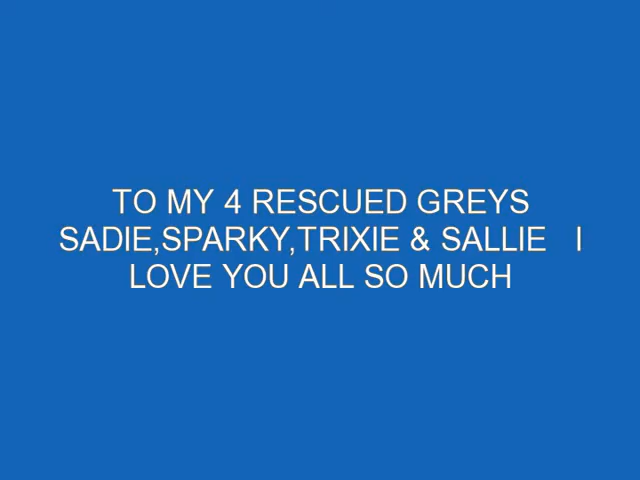 TO MY 4 RESCUED GREYS
SADIE,SPARKY,TRIXIE & SALLIE   I
LOVE YOU ALL SO MUCH